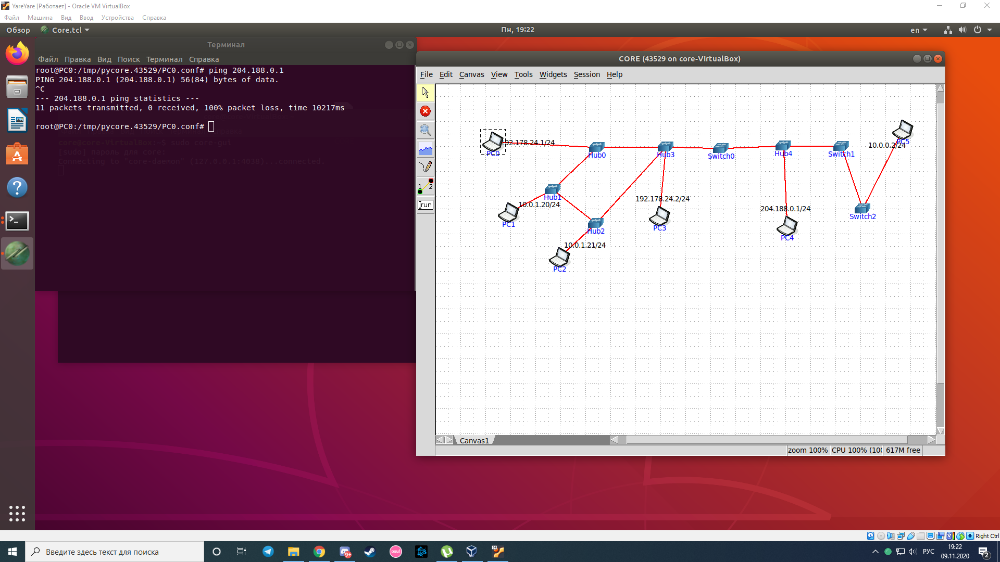 YareYare [Работает] - Oracle VM VirtualBox
Файл Машина Вид Ввод Устройства Справка
Обзор Core.tcl Пн, 19:22 en
Терминал
Файл Правка Вид Поиск Терминал Справка
root@PC0:/tmp/pycore.43529/PC0.conf# ping 204.188.0.1
PING 204.188.0.1 (204.188.0.1) 56(84) bytes of data.
^C
--- 204.188.0.1 ping statistics ---
11 packets transmitted, 0 received, 100% packet loss, time 10217ms
root@PC0:/tmp/pycore.43529/PC0.conf#
core@core-VirtualBox:~$ sudo core-gui
[sudo] пароль для core:
Connecting to "core-daemon" (127.0.0.1:4038)...connected.
CORE (43529 on core-VirtualBox)
File Edit Canvas View Tools Widgets Session Help
1 2
run
PC5
10.0.0.2/24
92.178.24.1/24
PC0
Hub0
Hub3
Switch0
Hub4
Switch1
Hub1
10.0.1.20/24
PC1
192.178.24.2/24
PC3
204.188.0.1/24
PC4
Switch2
Hub2
10.0.1.21/24
PC2
Canvas1
zoom 100% CPU 100% (10 617M free
Right Ctrl
Введите здесь текст для поиска
9+
osu!
64
РУС
19:22
09.11.2020
2